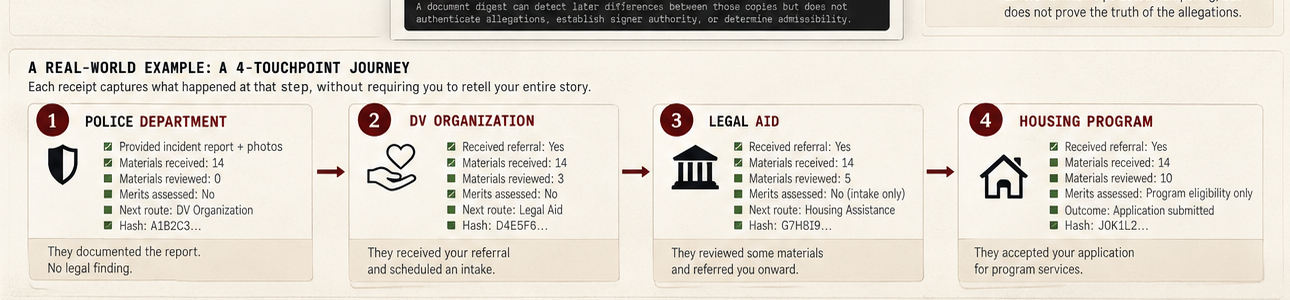 A document digest can detect later differences between those copies but does not
authenticate allegations, establish signer authority, or determine admissibility.
does not prove the truth of the allegations.
A REAL-WORLD EXAMPLE: A 4-TOUCHPOINT JOURNEY
Each receipt captures what happened at that step, without requiring you to retell your entire story.
1 POLICE DEPARTMENT
Provided incident report + photos
Materials received: 14
Materials reviewed: 0
Merits assessed: No
Next route: DV Organization
Hash: A1B2C3...
They documented the report.
No legal finding.
2 DV ORGANIZATION
Received referral: Yes
Materials received: 14
Materials reviewed: 3
Merits assessed: No
Next route: Legal Aid
Hash: D4E5F6...
They received your referral
and scheduled an intake.
3 LEGAL AID
Received referral: Yes
Materials received: 14
Materials reviewed: 5
Merits assessed: No (intake only)
Next route: Housing Assistance
Hash: G7H8I9...
They reviewed some materials
and referred you onward.
4 HOUSING PROGRAM
Received referral: Yes
Materials received: 14
Materials reviewed: 10
Merits assessed: Program eligibility only
Outcome: Application submitted
Hash: J0K1L2...
They accepted your application
for program services.